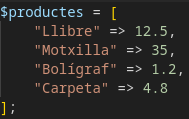 $productes = [
    "Llibre" => 12.5,
    "Motxilla" => 35,
    "Bolígraf" => 1.2,
    "Carpeta" => 4.8
];